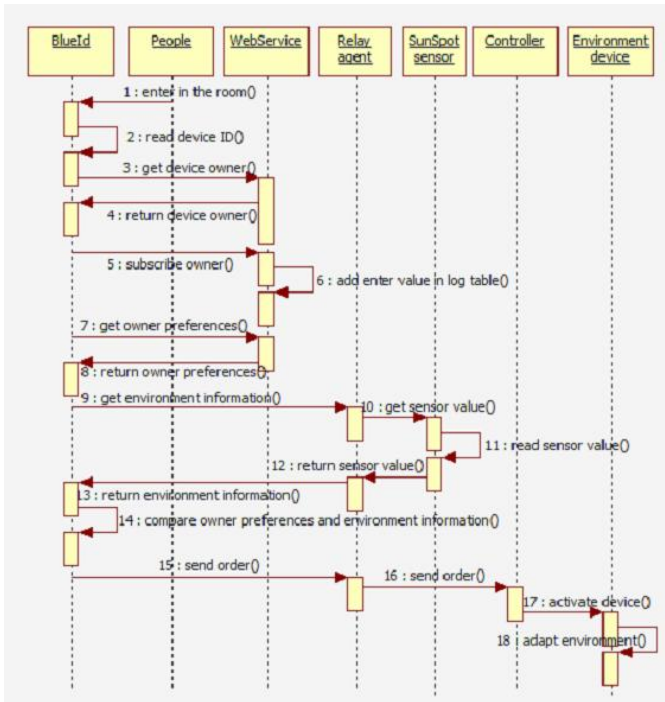 BlueId
People
WebService
Relay
agent
SunSpot
sensor
Controller
Environment
device
1 : enter in the room()
2 : read device ID()
3 : get device owner()
4 : return device owner()
5 : subscribe owner()
6 : add enter value in log table()
7 : get owner preferences()
8 : return owner preferences()
9 : get environment information()
10 : get sensor value()
11 : read sensor value()
12 : return sensor value()
13 : return environment information()
14 : compare owner preferences and environment information()
15 : send order()
16 : send order()
17 : activate device()
18 : adapt environment()